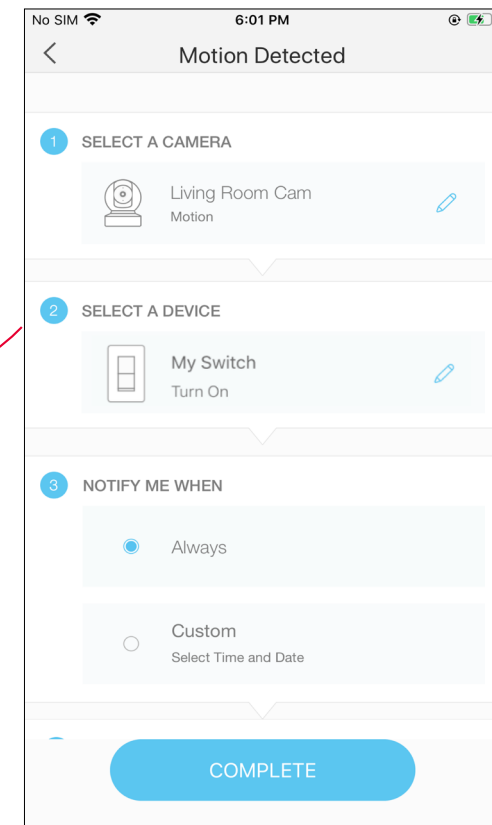 No SIM 6:01 PM
Motion Detected
1 SELECT A CAMERA
Living Room Cam
Motion
2 SELECT A DEVICE
My Switch
Turn On
3 NOTIFY ME WHEN
Always
Custom
Select Time and Date
COMPLETE